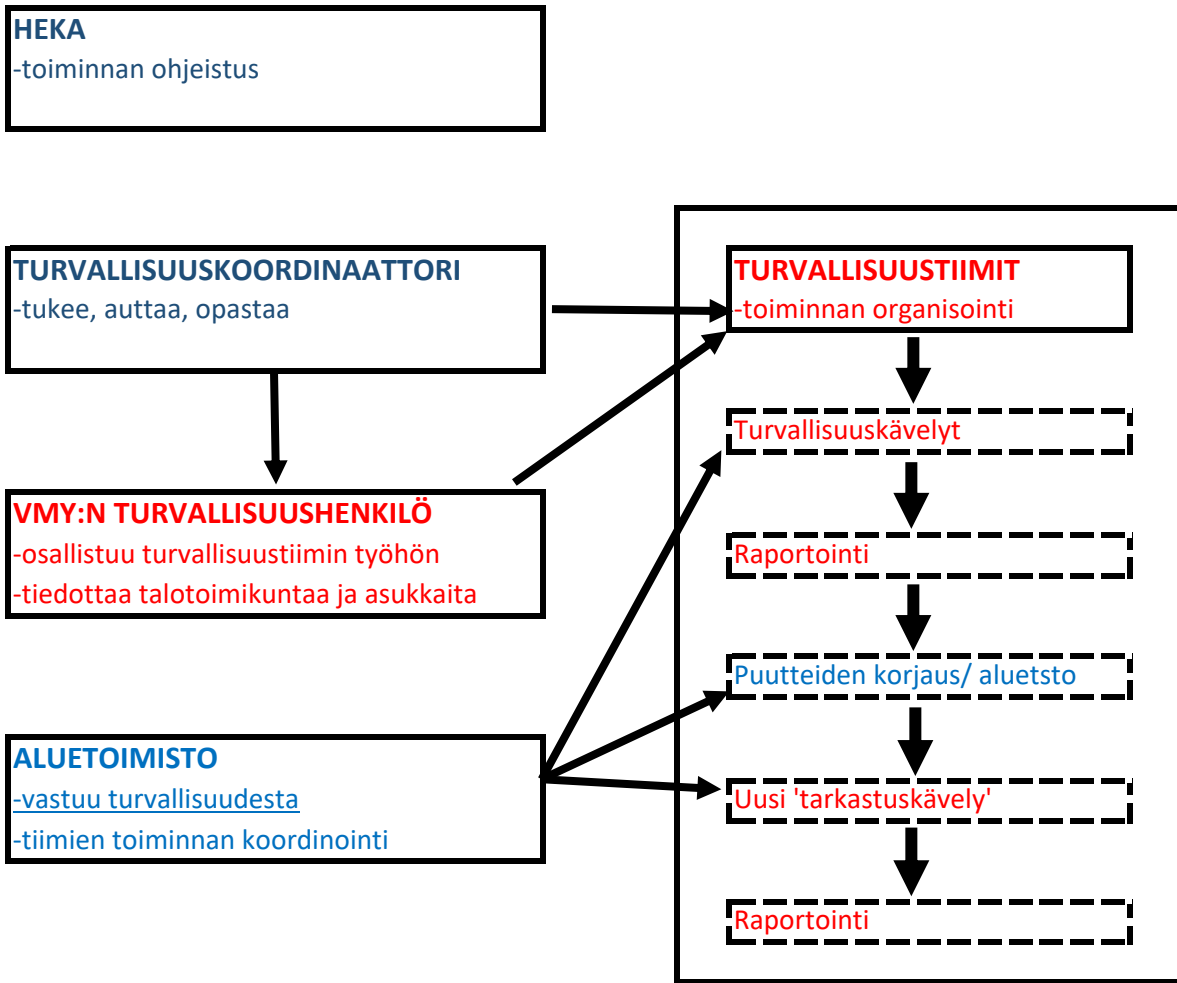 HEKA
-toiminnan ohjeistus
TURVALLISUUSKOORDINAATTORI
-tukee, auttaa, opastaa
VMY:N TURVALLISUUSHENKILÖ
-osallistuu turvallisuustiimin työhön
-tiedottaa talotoimikuntaa ja asukkaita
ALUETOIMISTO
-vastuu turvallisuudesta
-tiimien toiminnan koordinointi
TURVALLISUUSTIIMIT
-toiminnan organisointi
Turvallisuuskävelyt
Raportointi
Puutteiden korjaus/ aluetsto
Uusi 'tarkastuskävely'
Raportointi